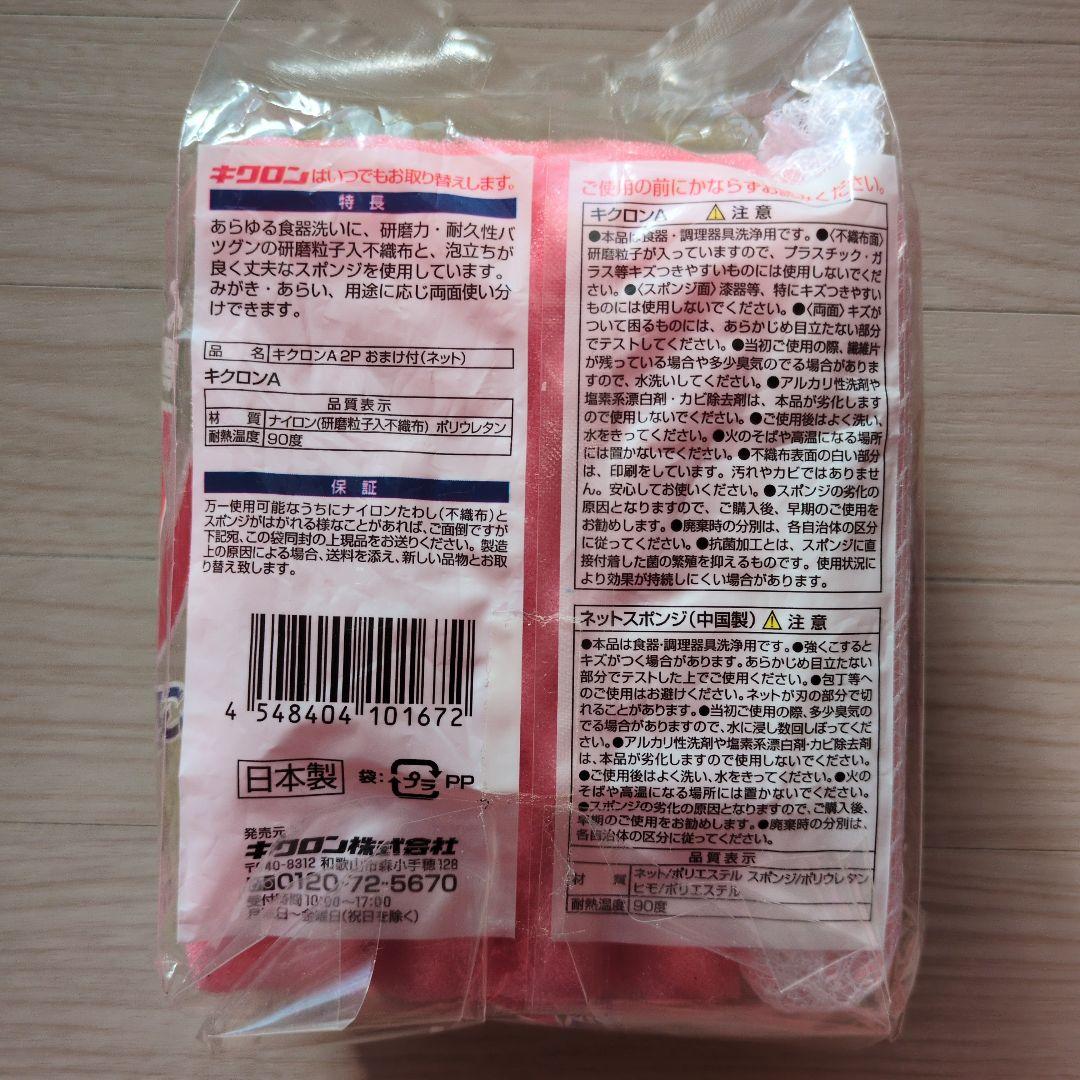 キクロンはいつでもお取り替えします。
特長
あらゆる食器洗いに、研磨力・耐久性バ
ツグンの研磨粒子入不織布と、泡立ちが
良く丈夫なスポンジを使用しています。
みがき・あらい、用途に応じ両面使い分
けできます。
品名 キクロンA 2P おまけ付(ネット)
キクロンA
品質表示
材質 ナイロン(研磨粒子入不織布) ポリウレタン
耐熱温度 90度
保証
万一使用可能なうちにナイロンたわし(不織布)と
スポンジがはがれる様なことがあれば、ご面倒ですが
下記宛、この袋同封の上現品をお送りください。製造
上の原因による場合、送料を添え、新しい品物とお取
り替え致します。
4 548404 101672
日本製 袋: プラ PP
発売元
キクロン株式会社
〒640-8312 和歌山市森小手穂128
0120-72-5670
受付時間10:00~17:00
月曜日~金曜日(祝日を除く)
ご使用の前にかならずお読みください。
キクロンA ⚠注意
●本品は食器・調理器具洗浄用です。●〈不織布面〉
研磨粒子が入っていますので、プラスチック・ガ
ラス等キズつきやすいものには使用しないでくだ
さい。●〈スポンジ面〉漆器等、特にキズつきやすい
ものには使用しないでください。●〈両面〉キズが
ついて困るものには、あらかじめ目立たない部分
でテストしてください。●当初ご使用の際、繊維片
が残っている場合や多少臭気のでる場合がありま
すので、水洗いしてください。●アルカリ性洗剤や
塩素系漂白剤・カビ除去剤は、本品が劣化します
ので使用しないでください。●ご使用後はよく洗い、
水をきってください。●火のそばや高温になる場所
には置かないでください。●不織布表面の白い部分
は、印刷をしています。汚れやカビではありませ
ん。安心してお使いください。●スポンジの劣化の
原因となりますので、ご購入後、早期のご使用を
お勧めします。●廃棄時の分別は、各自治体の区分
に従ってください。●抗菌加工とは、スポンジに直
接付着した菌の繁殖を抑えるものです。使用状況に
より効果が持続しにくい場合があります。
ネットスポンジ(中国製) ⚠注意
●本品は食器・調理器具洗浄用です。●強くこすると
キズがつく場合があります。あらかじめ目立たない
部分でテストした上でご使用ください。●包丁等へ
のご使用はお避けください。ネットが刃の部分で切
れることがあります。●当初ご使用の際、多少臭気の
でる場合がありますので、水に浸し数回しぼってくだ
さい。●アルカリ性洗剤や塩素系漂白剤・カビ除去剤
は、本品が劣化しますので使用しないでください。
●ご使用後はよく洗い、水をきってください。●火の
そばや高温になる場所には置かないでください。
●スポンジの劣化の原因となりますので、ご購入後、
早期のご使用をお勧めします。●廃棄時の分別は、
各自治体の区分に従ってください。
品質表示
材質 ネット/ポリエステル スポンジ/ポリウレタン
ヒモ/ポリエステル
耐熱温度 90度